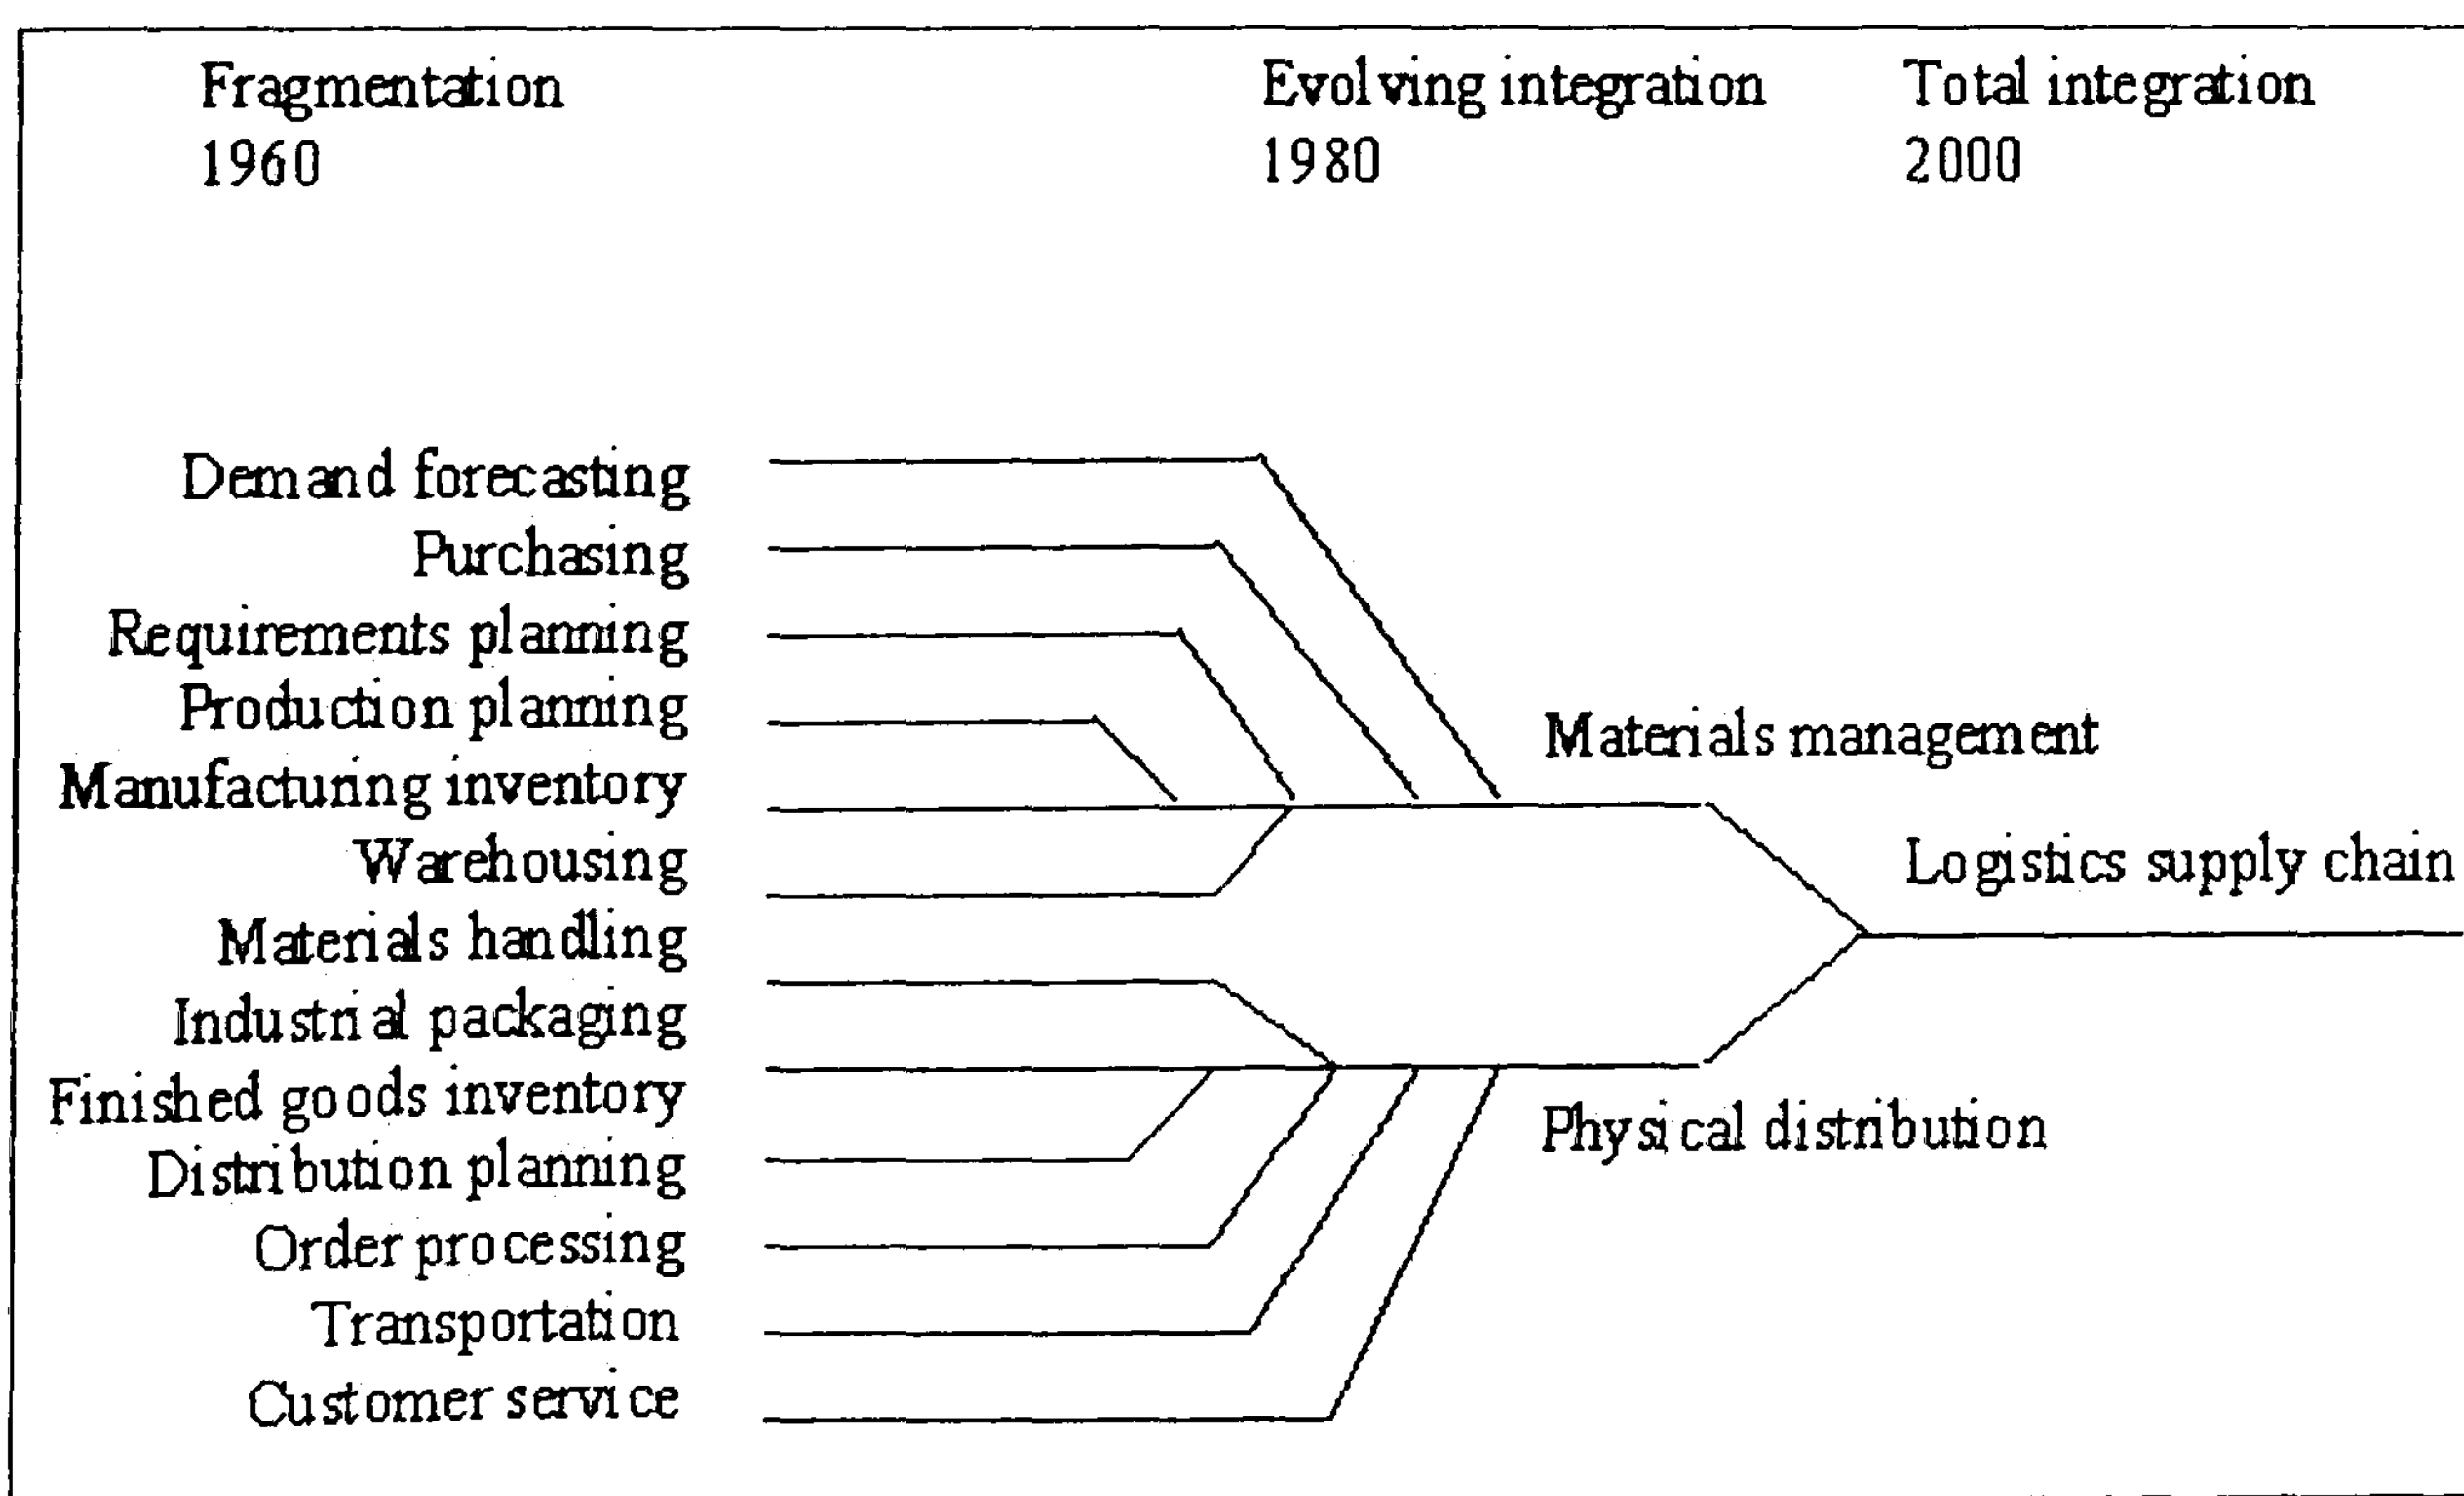 Fragmentation
1960
Evolving integration
1980
Total integration
2000
Demand forecasting
Purchasing
Requirements planning
Production planning
Manufacturing inventory
Warehousing
Materials handling
Industrial packaging
Finished goods inventory
Distribution planning
Order processing
Transportation
Customer service
Materials management
Logistics supply chain
Physical distribution